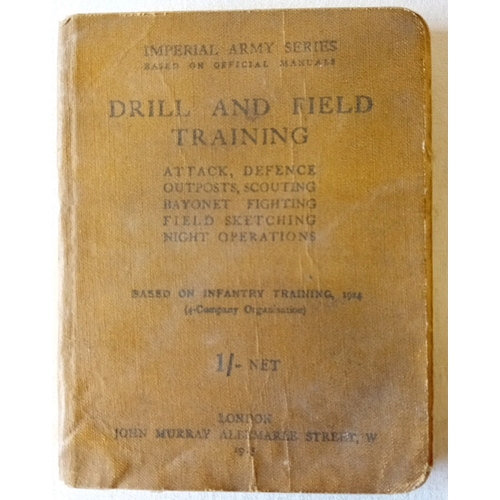 IMPERIAL ARMY SERIES
BASED ON OFFICIAL MANUALS
DRILL AND FIELD
TRAINING
ATTACK, DEFENCE
OUTPOSTS, SCOUTING
BAYONET FIGHTING
FIELD SKETCHING
NIGHT OPERATIONS
BASED ON INFANTRY TRAINING, 1914
(4-Company Organisation)
1/- NET
LONDON
JOHN MURRAY ALBEMARLE STREET, W